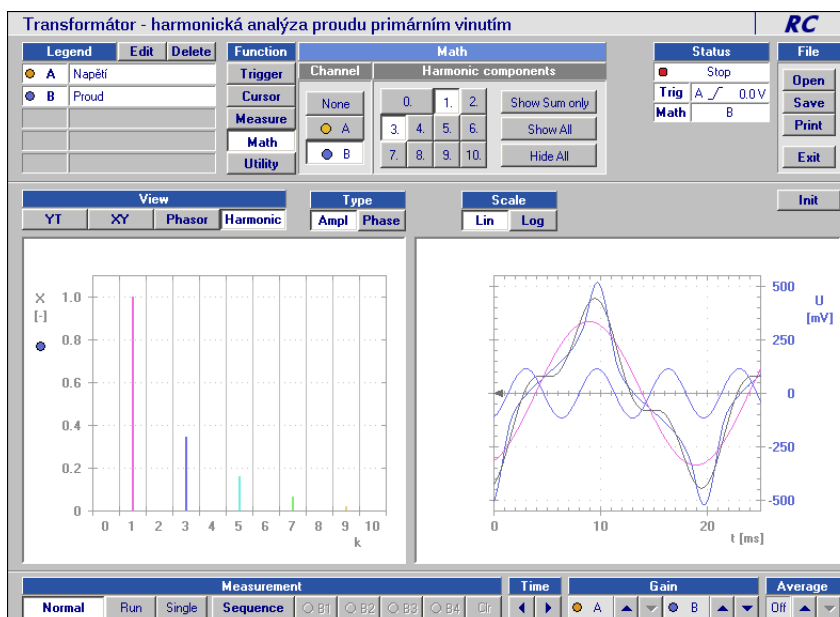 Transformátor - harmonická analýza proudu primárním vinutím
RC
Legend Edit Delete
A Napětí
B Proud
Function
Trigger
Cursor
Measure
Math
Utility
Math
Channel
None
A
B
Harmonic components
0. 1. 2.
3. 4. 5. 6.
7. 8. 9. 10.
Show Sum only
Show All
Hide All
Status
Stop
Trig A 0.0 V
Math B
File
Open
Save
Print
Exit
View
YT XY Phasor Harmonic
Type
Ampl Phase
Scale
Lin Log
Init
X
[-]
1.0
0.8
0.6
0.4
0.2
0
0 1 2 3 4 5 6 7 8 9 10
k
500
250
0
-250
-500
U
[mV]
0 10 20
t [ms]
Measurement
Normal Run Single Sequence B1 B2 B3 B4 Clr
Time
Gain
A B
Average
Off